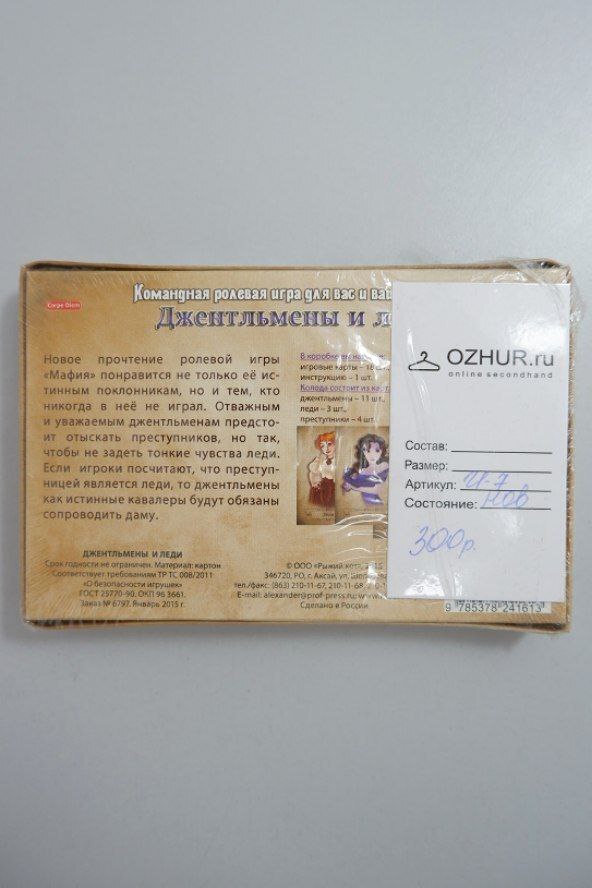 Carpe Diem
Командная ролевая игра для вас и ваш
Джентльмены и л
Новое прочтение ролевой игры
«Мафия» понравится не только её ис-
тинным поклонникам, но и тем, кто
никогда в неё не играл. Отважным
и уважаемым джентльменам предсто-
ит отыскать преступников, но так,
чтобы не задеть тонкие чувства леди.
Если игроки посчитают, что преступ-
ницей является леди, то джентльмены
как истинные кавалеры будут обязаны
сопроводить даму.
В коробке
игровые карты – 18
инструкцию – 1 шт.
Колода состоит из карт
джентльмены – 11 шт.,
леди – 3 шт.,
преступники – 4 шт.
ДЖЕНТЛЬМЕНЫ И ЛЕДИ
Срок годности не ограничен. Материал: картон
Соответствует требованиям ТР ТС 008/2011
«О безопасности игрушек»
ГОСТ 25770-90, ОКП 96 3661.
Заказ № 6797. Январь 2015 г.
© ООО «Рыжий кот»,
346720, РО, г. Аксай, ул.
тел./факс: (863) 210-11-67, 210-11-68,
E-mail: alexander@prof-press.ru;
Сделано в России
OZHUR.ru
online secondhand
Состав:
Размер:
Артикул: И-7
Состояние: Нов
300р.
9 785378 241613